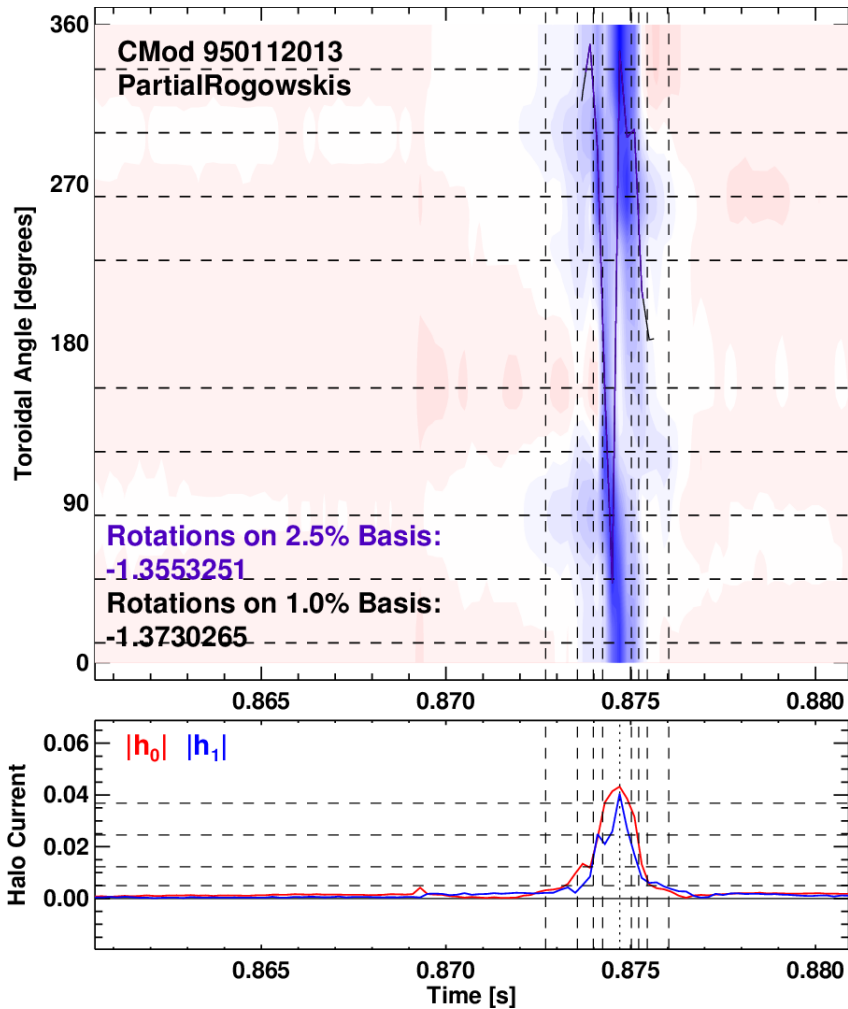 CMod 950112013
PartialRogowskis
360
270
180
90
0
Toroidal Angle [degrees]
Rotations on 2.5% Basis:
-1.3553251
Rotations on 1.0% Basis:
-1.3730265
0.865 0.870 0.875 0.880
|h0| |h1|
0.06
0.04
0.02
0.00
Halo Current
0.865 0.870 0.875 0.880
Time [s]